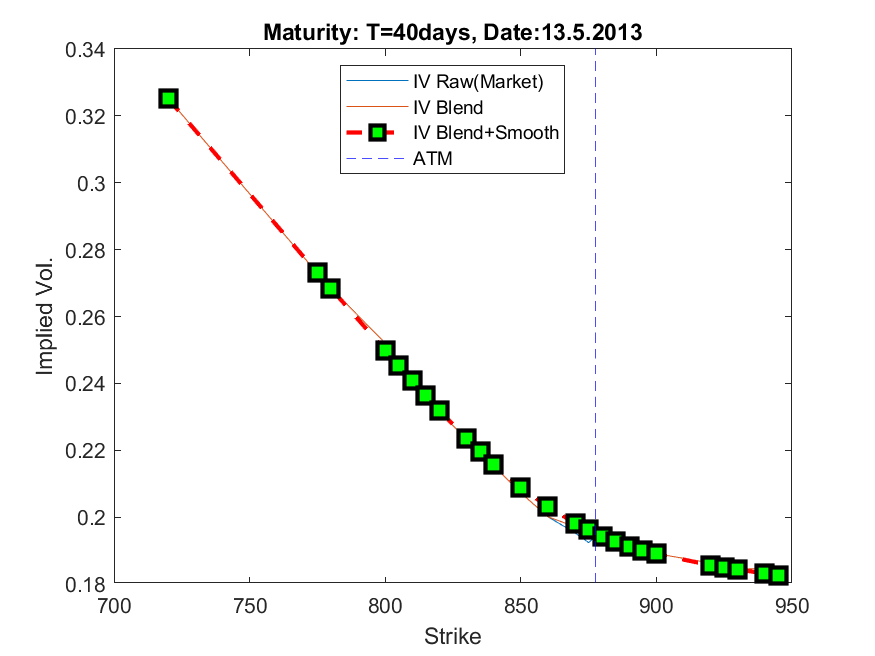 Maturity: T=40days, Date:13.5.2013
0.34
0.32
0.3
0.28
0.26
0.24
0.22
0.2
0.18
Implied Vol.
IV Raw(Market)
IV Blend
IV Blend+Smooth
ATM
700
750
800
850
900
950
Strike